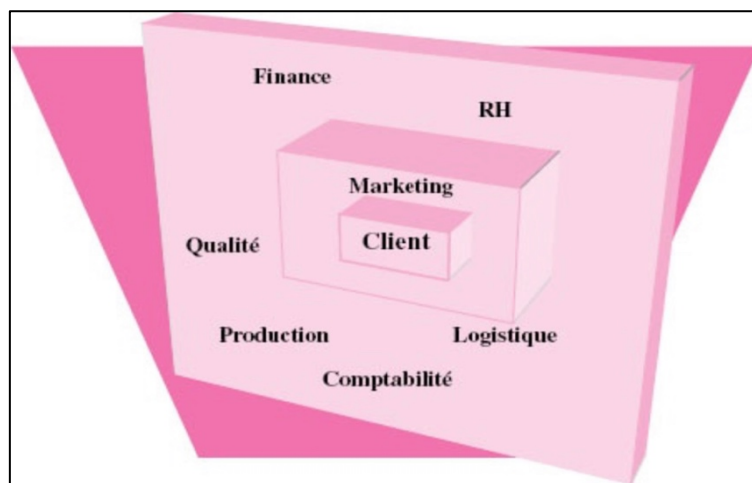 Finance
RH
Marketing
Client
Qualité
Production
Logistique
Comptabilité